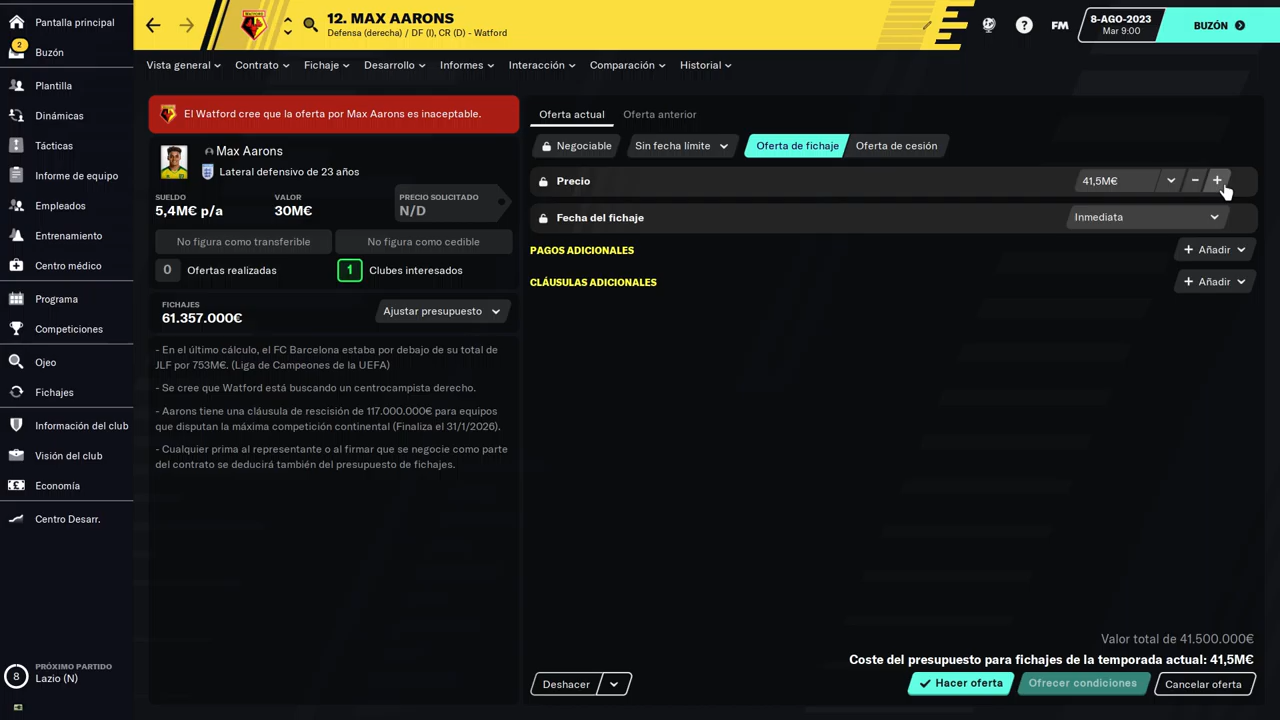 Pantalla principal
2
Buzón
Plantilla
Dinámicas
Tácticas
Informe de equipo
Empleados
Entrenamiento
Centro médico
Programa
Competiciones
Ojeo
Fichajes
Información del club
Visión del club
Economía
Centro Desarr.
8
PRÓXIMO PARTIDO
Lazio (N)
12. MAX AARONS
Defensa (derecha) / DF (I), CR (D) - Watford
?
FM
8-AGO-2023
Mar 9:00
BUZÓN
Vista general
Contrato
Fichaje
Desarrollo
Informes
Interacción
Comparación
Historial
El Watford cree que la oferta por Max Aarons es inaceptable.
Max Aarons
Lateral defensivo de 23 años
SUELDO
5,4M€ p/a
VALOR
30M€
PRECIO SOLICITADO
N/D
No figura como transferible
No figura como cedible
0 Ofertas realizadas
1 Clubes interesados
FICHAJES
61.357.000€
Ajustar presupuesto
- En el último cálculo, el FC Barcelona estaba por debajo de su total de
JLF por 753M€. (Liga de Campeones de la UEFA)
- Se cree que Watford está buscando un centrocampista derecho.
- Aarons tiene una cláusula de rescisión de 117.000.000€ para equipos
que disputan la máxima competición continental (Finaliza el 31/1/2026).
- Cualquier prima al representante o al firmar que se negocie como parte
del contrato se deducirá también del presupuesto de fichajes.
Oferta actual
Oferta anterior
Negociable
Sin fecha límite
Oferta de fichaje
Oferta de cesión
Precio
41,5M€
- +
Fecha del fichaje
Inmediata
PAGOS ADICIONALES
+ Añadir
CLÁUSULAS ADICIONALES
+ Añadir
Valor total de 41.500.000€
Coste del presupuesto para fichajes de la temporada actual: 41,5M€
Deshacer
Hacer oferta
Ofrecer condiciones
Cancelar oferta